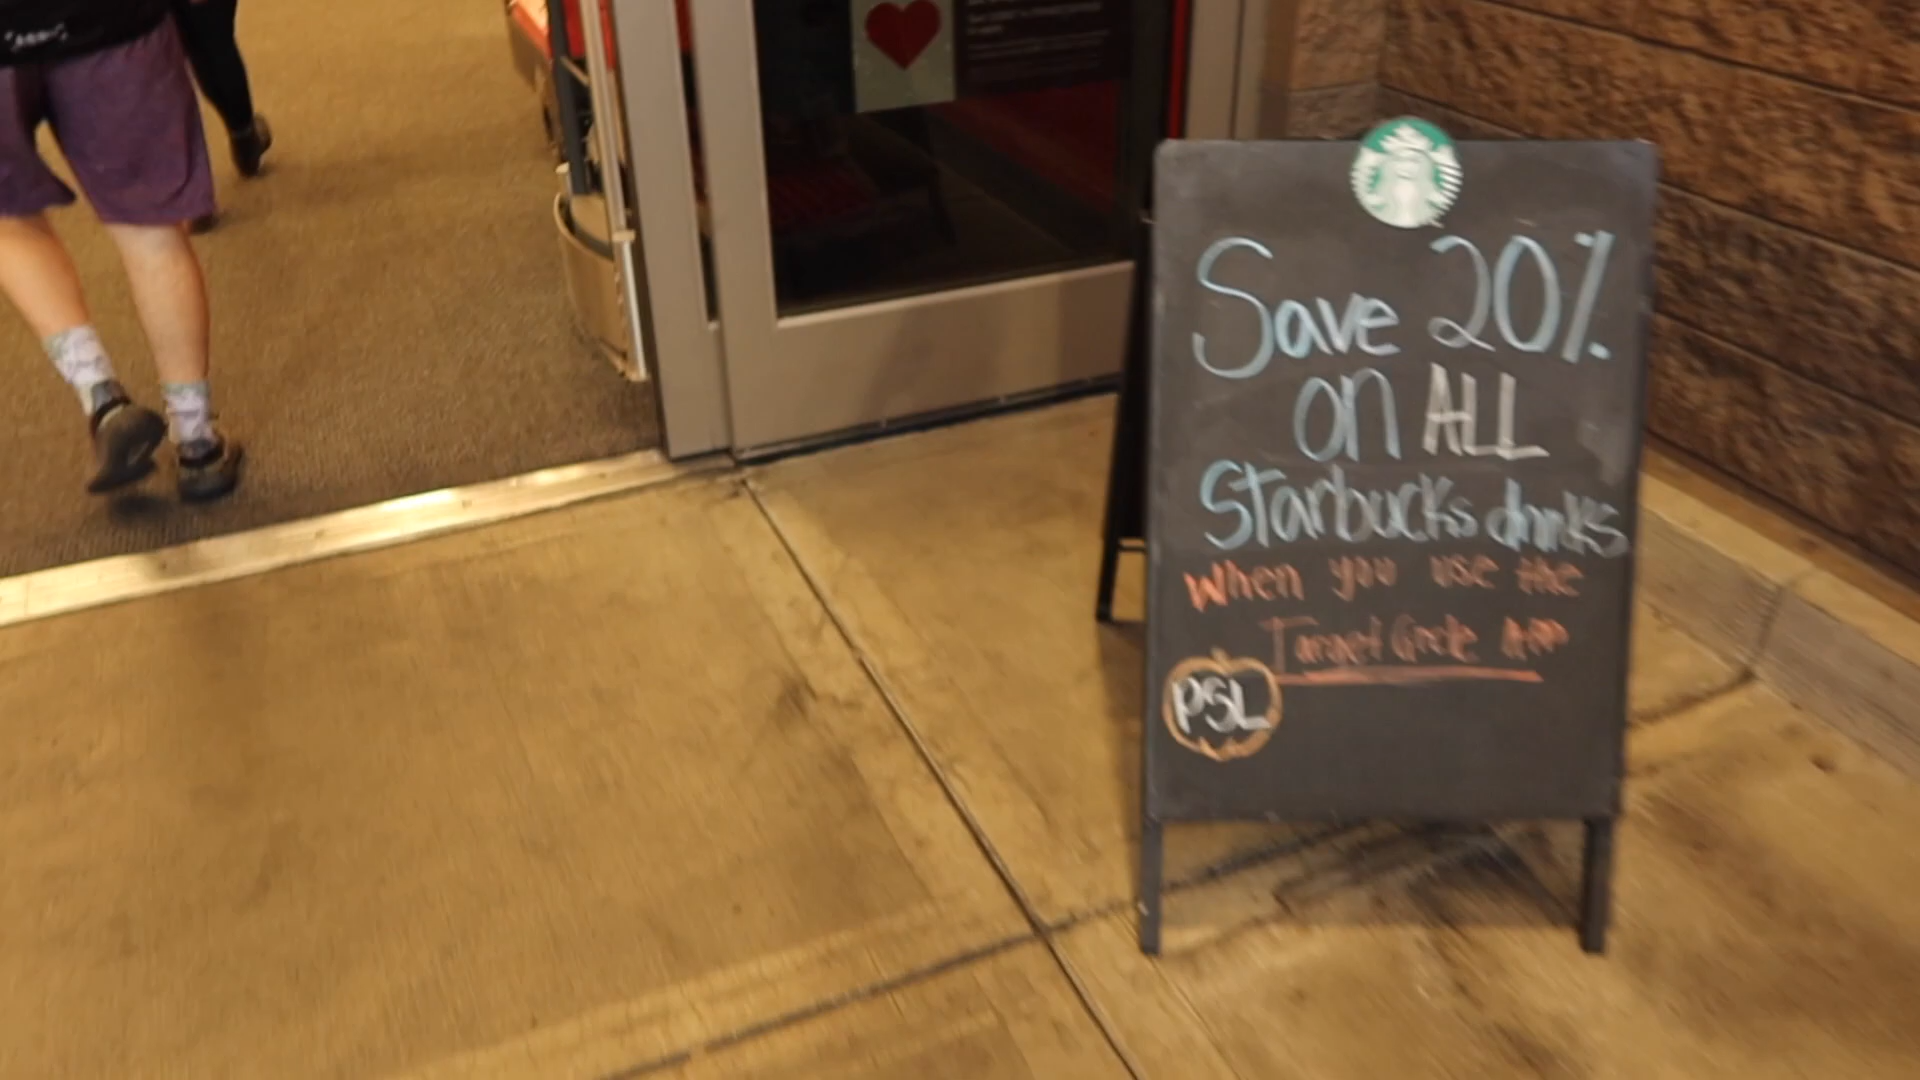 Save 20%
on ALL
Starbucks drinks
when you use the
Target Circle APP
PSL